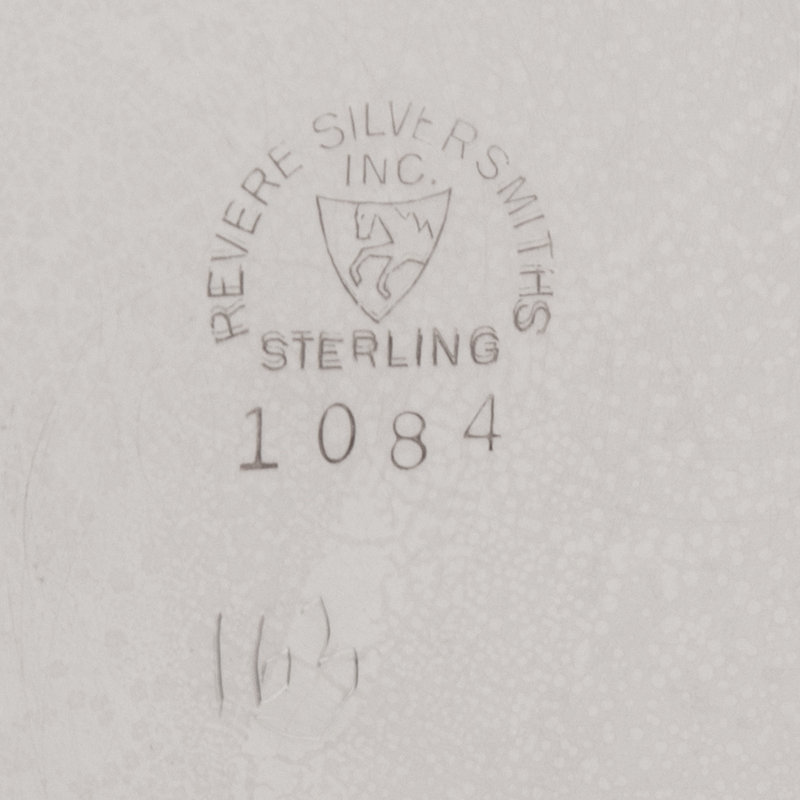 REVERE SILVERSMITHS
INC.
STERLING
1084